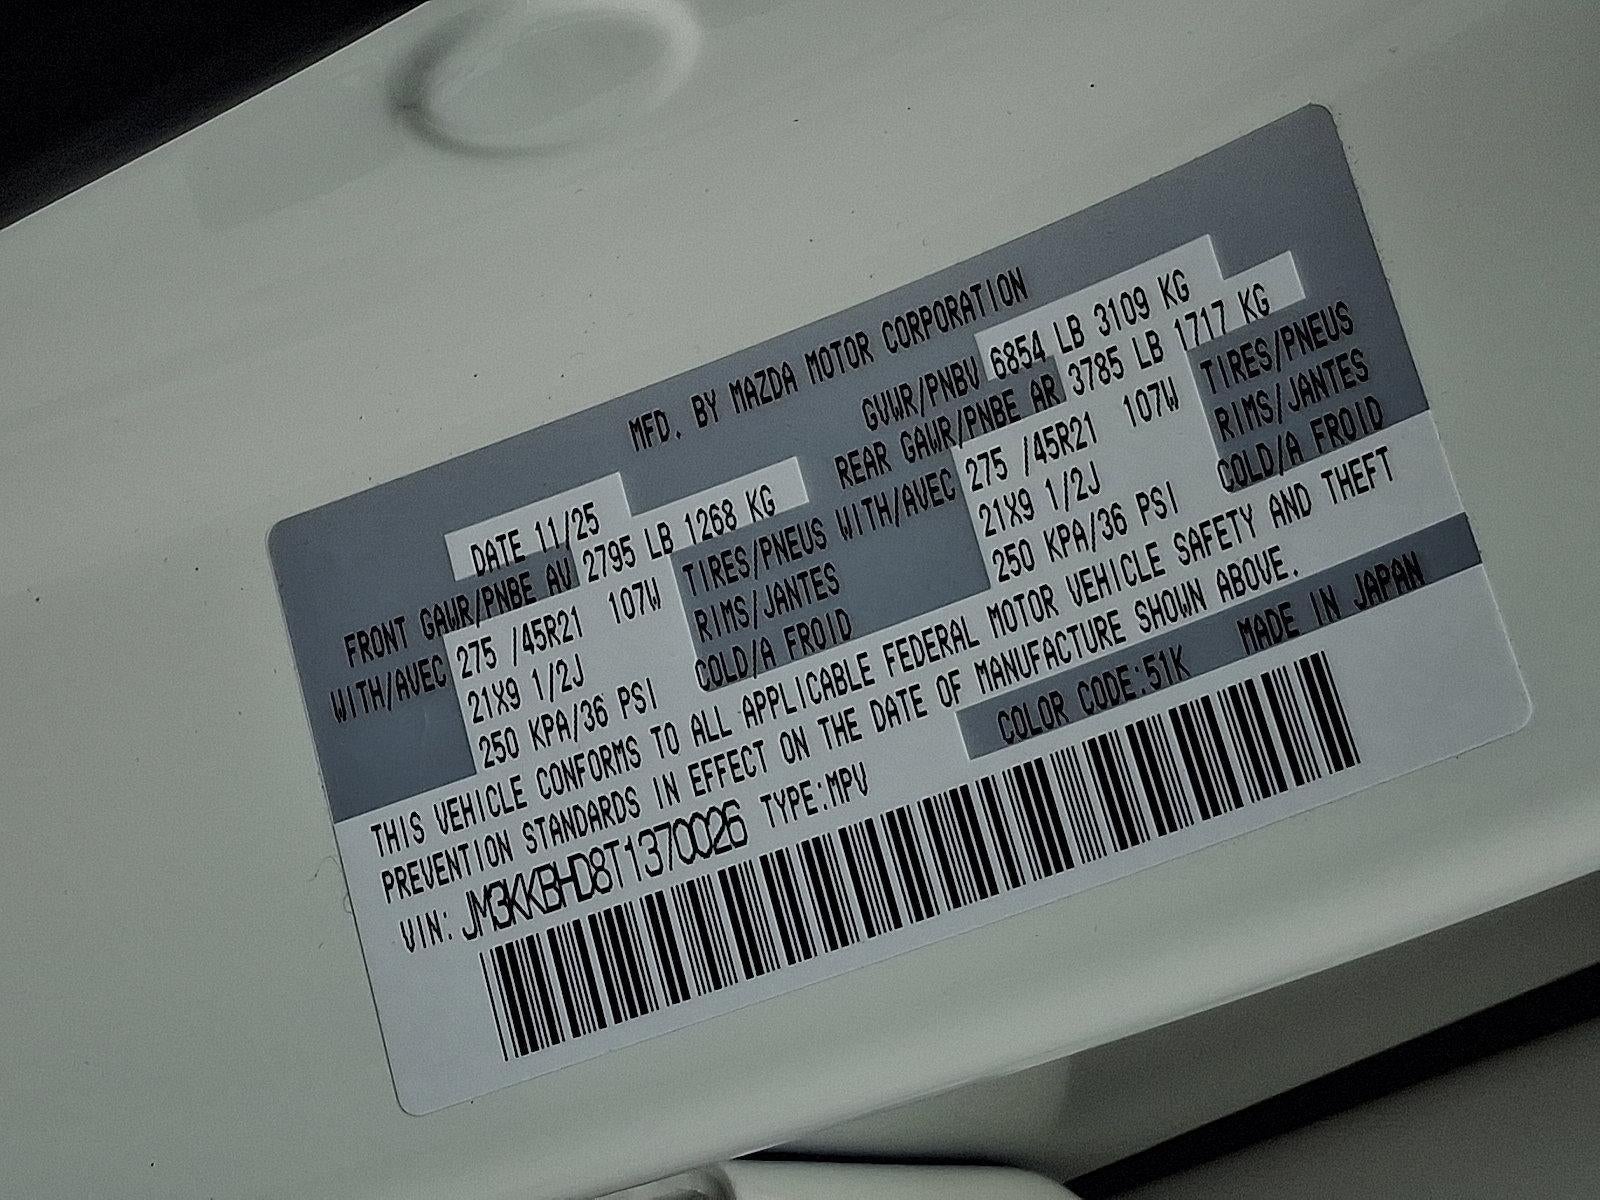 MFD. BY MAZDA MOTOR CORPORATION
DATE 11/25 GVWR/PNBV 6854 LB 3109 KG
FRONT GAWR/PNBE AV 2795 LB 1268 KG REAR GAWR/PNBE AR 3785 LB 1717 KG
WITH/AVEC 275 /45R21 107W TIRES/PNEUS WITH/AVEC 275 /45R21 107W TIRES/PNEUS
21X9 1/2J RIMS/JANTES 21X9 1/2J RIMS/JANTES
250 KPA/36 PSI COLD/A FROID 250 KPA/36 PSI COLD/A FROID
THIS VEHICLE CONFORMS TO ALL APPLICABLE FEDERAL MOTOR VEHICLE SAFETY AND THEFT
PREVENTION STANDARDS IN EFFECT ON THE DATE OF MANUFACTURE SHOWN ABOVE.
VIN: JM3KKBHD8T1370026 TYPE:MPV COLOR CODE:51K MADE IN JAPAN